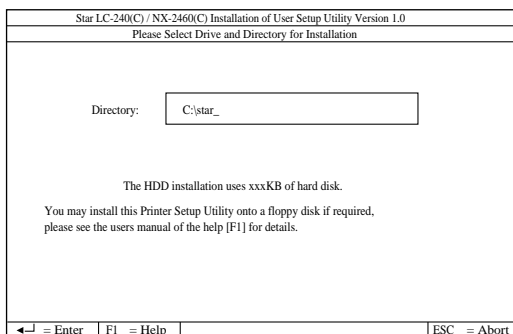 Star LC-240(C) / NX-2460(C) Installation of User Setup Utility Version 1.0
Please Select Drive and Directory for Installation
Directory: C:\star_
The HDD installation uses xxxKB of hard disk.
You may install this Printer Setup Utility onto a floppy disk if required,
please see the users manual of the help [F1] for details.
= Enter F1 = Help ESC = Abort